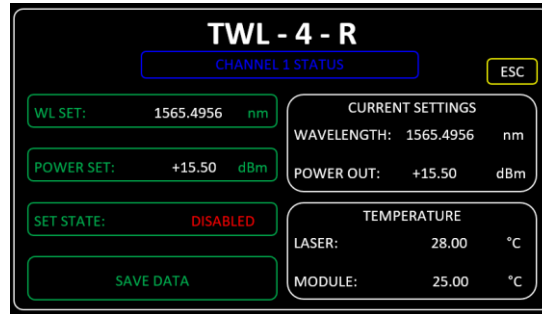 TWL - 4 - R
CHANNEL 1 STATUS
ESC
WL SET: 1565.4956 nm
POWER SET: +15.50 dBm
SET STATE: DISABLED
SAVE DATA
CURRENT SETTINGS
WAVELENGTH: 1565.4956 nm
POWER OUT: +15.50 dBm
TEMPERATURE
LASER: 28.00 °C
MODULE: 25.00 °C